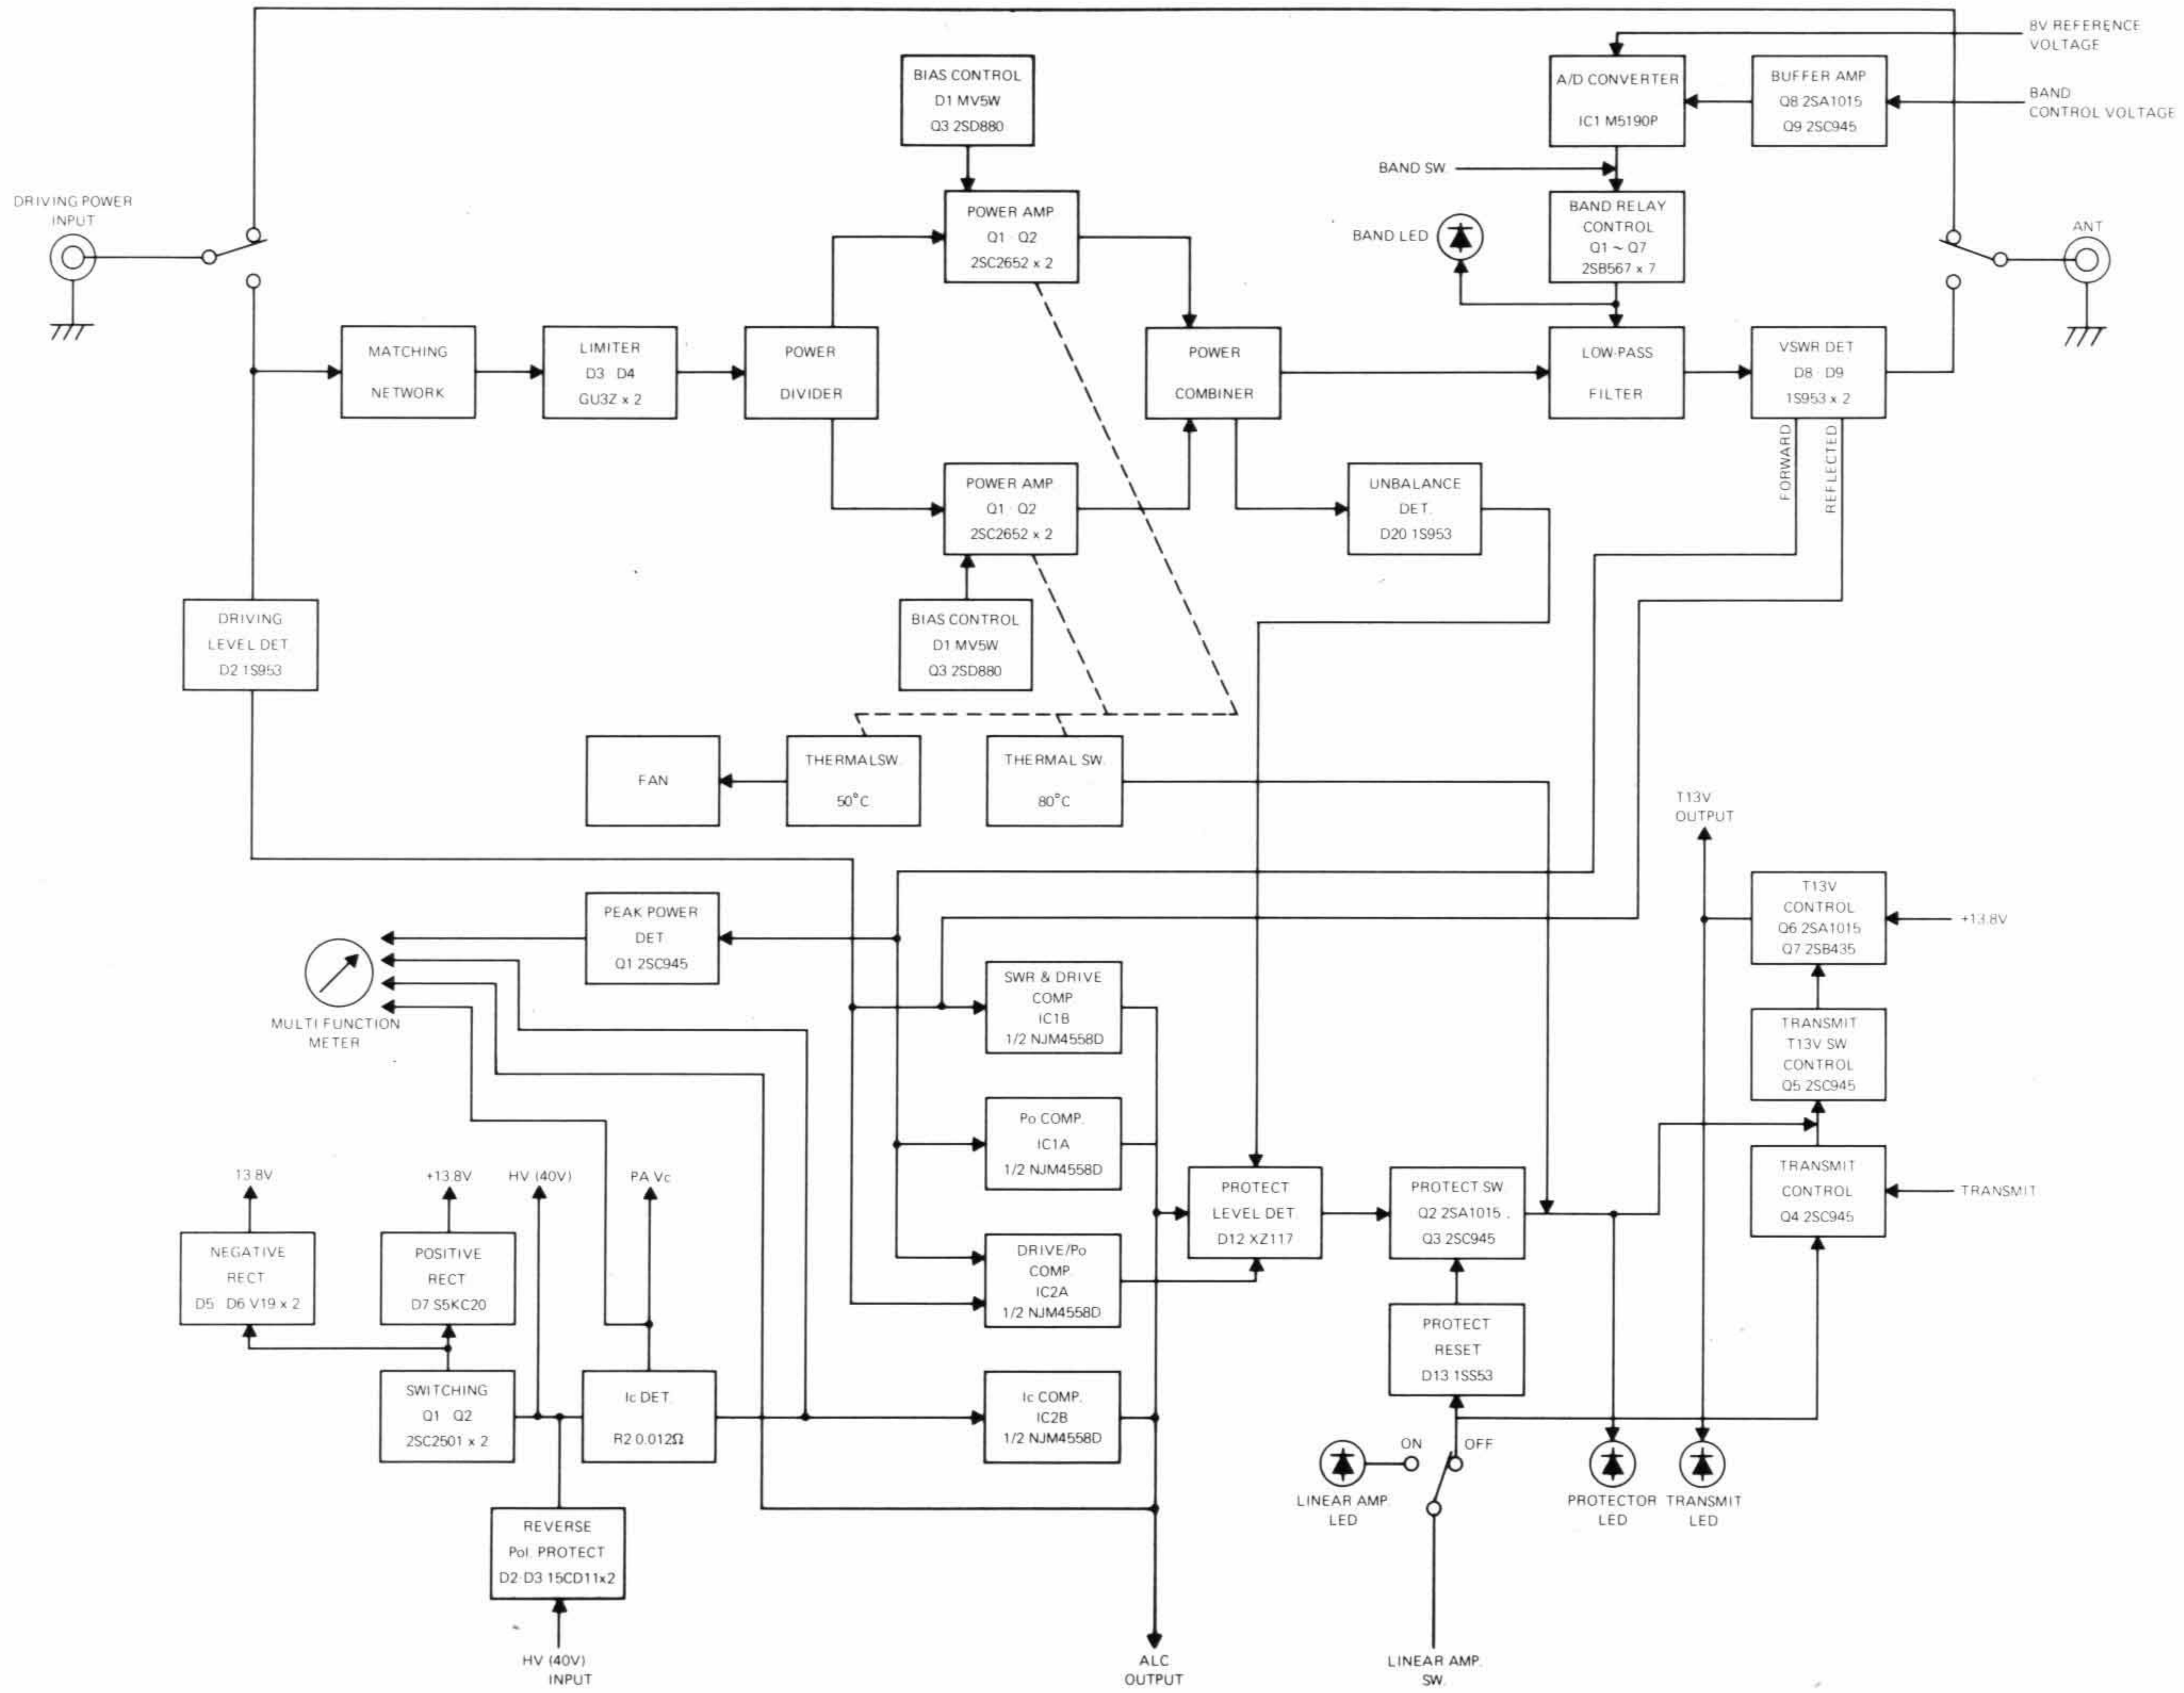 8V REFERENCE
VOLTAGE
BIAS CONTROL
D1 MV5W
Q3 2SD880
A/D CONVERTER
IC1 M5190P
BUFFER AMP
Q8 2SA1015
Q9 2SC945
BAND
CONTROL VOLTAGE
BAND SW.
DRIVING POWER
INPUT
POWER AMP
Q1 · Q2
2SC2652 x 2
BAND LED
BAND RELAY
CONTROL
Q1 ~ Q7
2SB567 x 7
ANT
MATCHING
NETWORK
LIMITER
D3 · D4
GU3Z x 2
POWER
DIVIDER
POWER
COMBINER
LOW-PASS
FILTER
VSWR DET
D8 · D9
1S953 x 2
FORWARD
REFLECTED
POWER AMP
Q1 · Q2
2SC2652 x 2
UNBALANCE
DET.
D20 1S953
DRIVING
LEVEL DET.
D2 1S953
BIAS CONTROL
D1 MV5W
Q3 2SD880
FAN
THERMALSW.
50°C
THERMAL SW.
80°C
T13V
OUTPUT
PEAK POWER
DET.
Q1 2SC945
T13V
CONTROL
Q6 2SA1015
Q7 2SB435
+13.8V
MULTI FUNCTION
METER
SWR & DRIVE
COMP
IC1B
1/2 NJM4558D
TRANSMIT
T13V SW
CONTROL
Q5 2SC945
Po COMP.
IC1A
1/2 NJM4558D
13.8V
+13.8V
HV (40V)
PA Vc
PROTECT
LEVEL DET.
D12 XZ117
PROTECT SW
Q2 2SA1015
Q3 2SC945
TRANSMIT
CONTROL
Q4 2SC945
TRANSMIT
NEGATIVE
RECT
D5 D6 V19 x 2
POSITIVE
RECT
D7 S5KC20
DRIVE/Po
COMP.
IC2A
1/2 NJM4558D
PROTECT
RESET
D13 1SS53
SWITCHING
Q1 Q2
2SC2501 x 2
Ic DET.
R2 0.012Ω
Ic COMP.
IC2B
1/2 NJM4558D
ON
OFF
LINEAR AMP.
LED
PROTECTOR
LED
TRANSMIT
LED
REVERSE
Pol. PROTECT
D2·D3 15CD11x2
HV (40V)
INPUT
ALC
OUTPUT
LINEAR AMP.
SW.